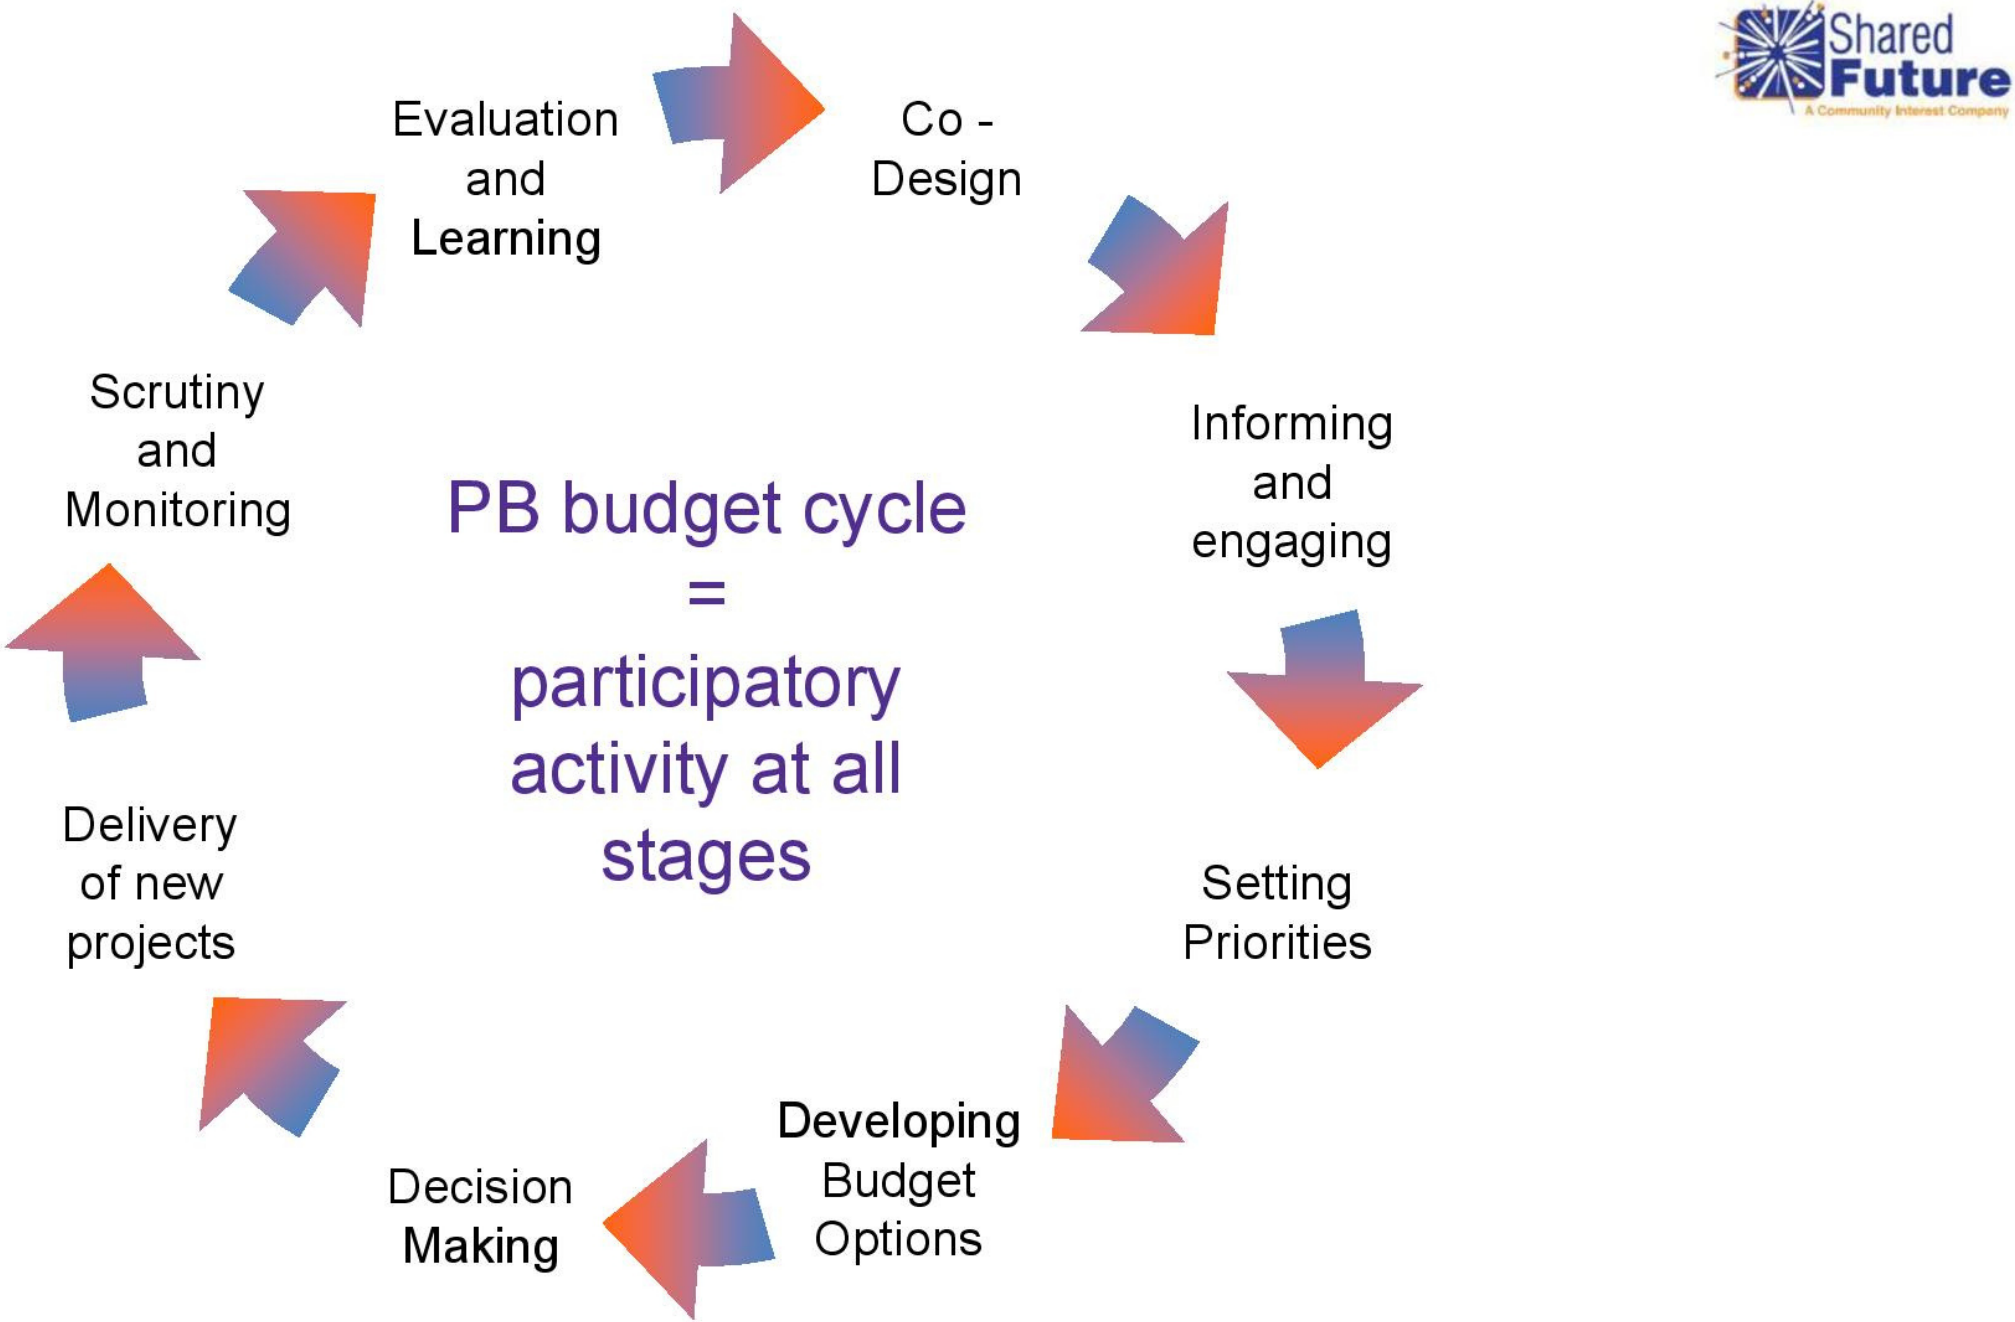 Shared
Future
A Community Interest Company
Evaluation
and
Learning
Co -
Design
Informing
and
engaging
Setting
Priorities
Developing
Budget
Options
Decision
Making
Delivery
of new
projects
Scrutiny
and
Monitoring
PB budget cycle
=
participatory
activity at all
stages